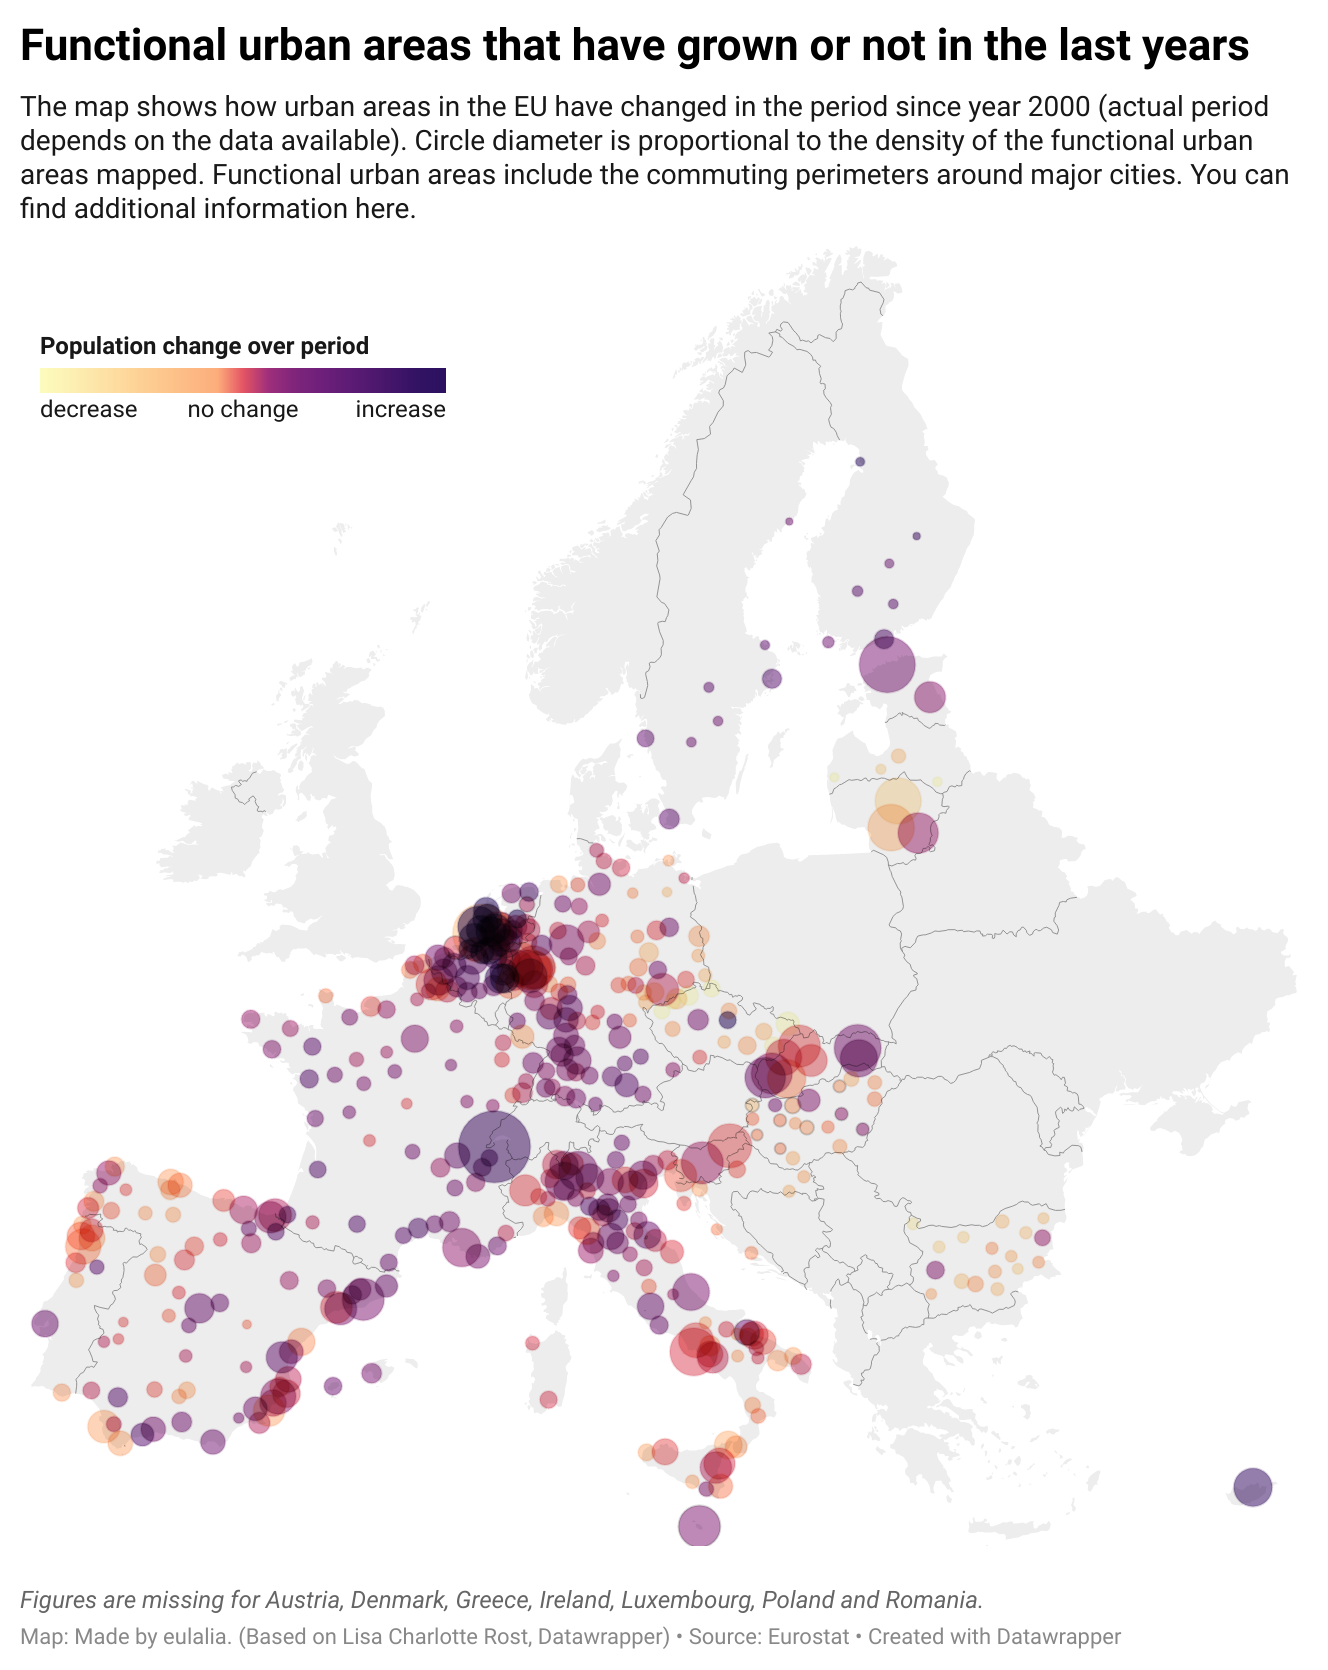 Functional urban areas that have grown or not in the last years
The map shows how urban areas in the EU have changed in the period since year 2000 (actual period
depends on the data available). Circle diameter is proportional to the density of the functional urban
areas mapped. Functional urban areas include the commuting perimeters around major cities. You can
find additional information here.
Population change over period
decrease no change increase
Figures are missing for Austria, Denmark, Greece, Ireland, Luxembourg, Poland and Romania.
Map: Made by eulalia. (Based on Lisa Charlotte Rost, Datawrapper) • Source: Eurostat • Created with Datawrapper